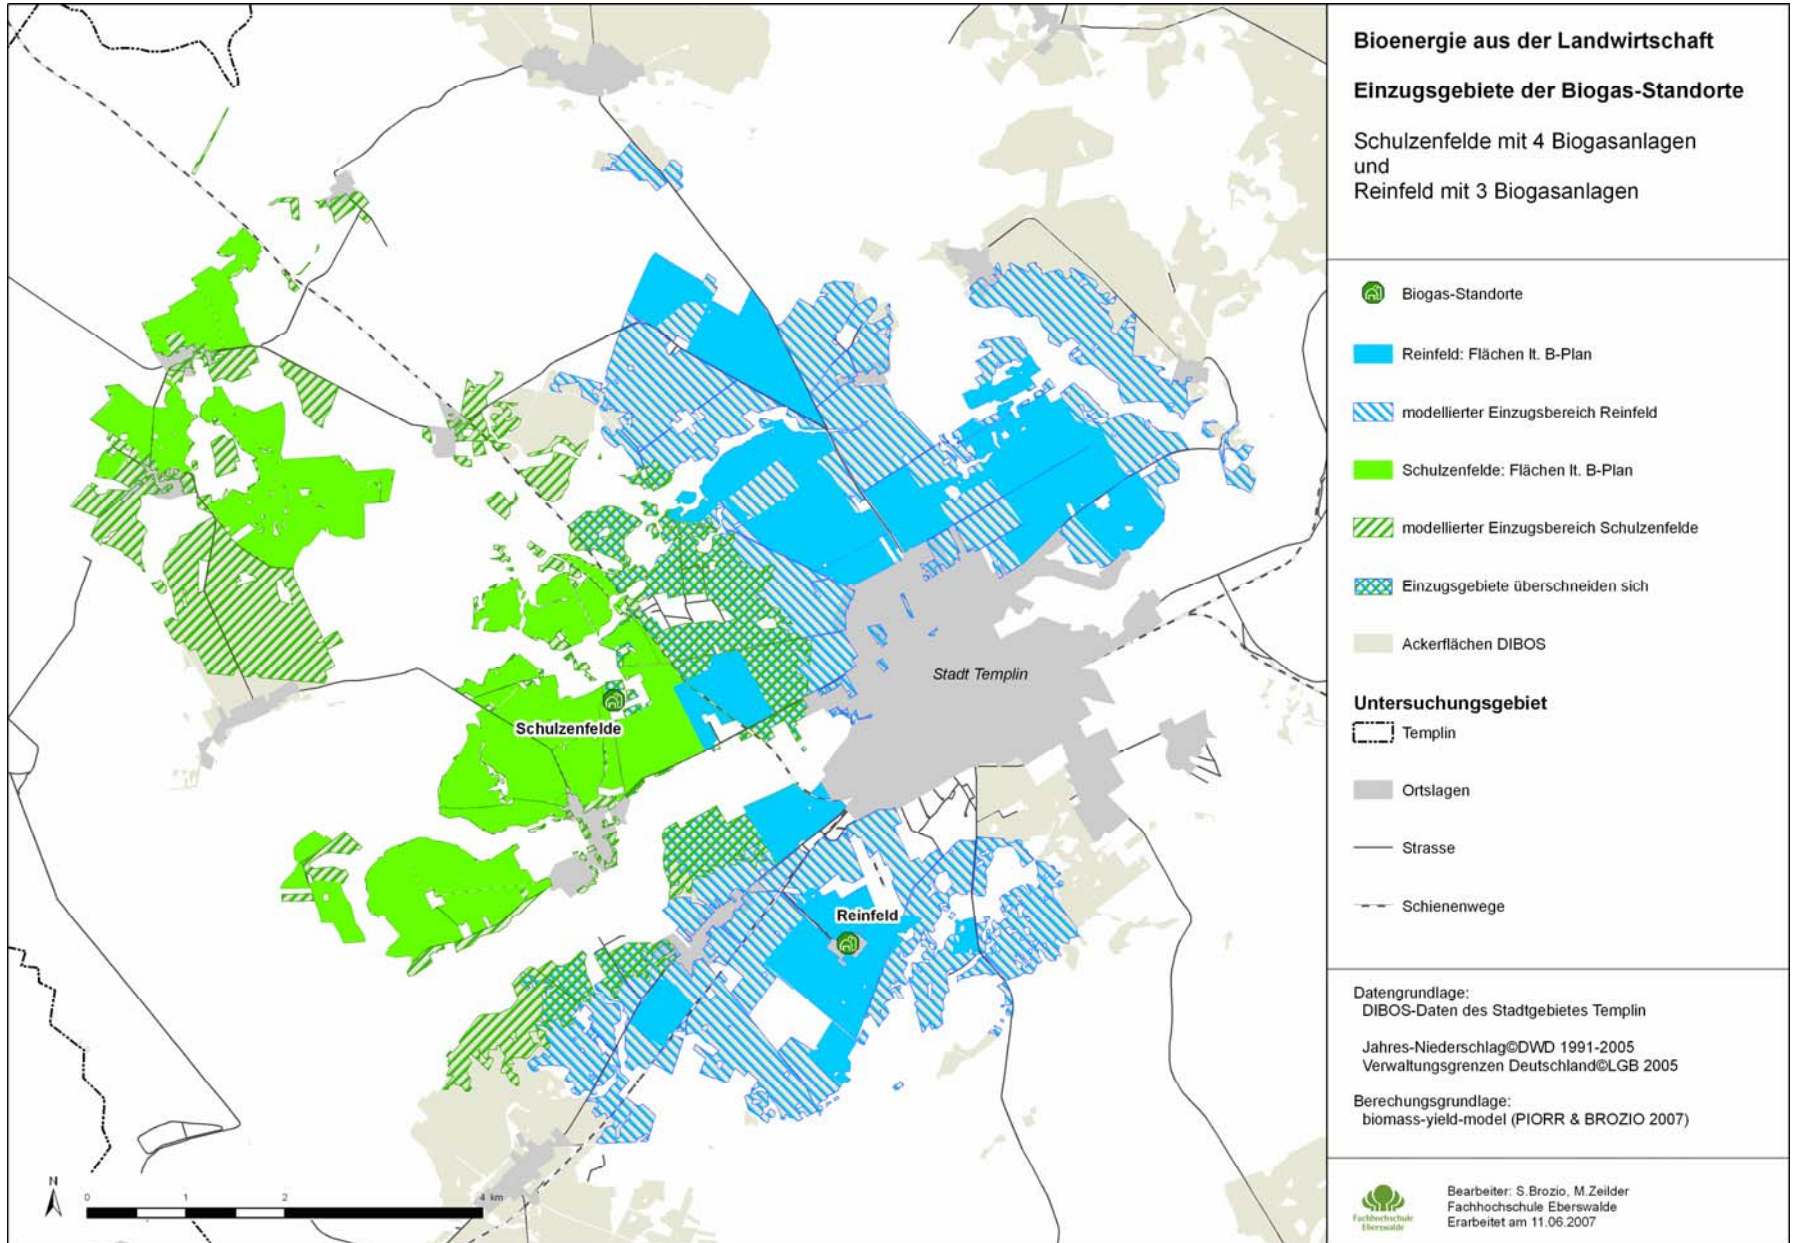 Bioenergie aus der Landwirtschaft
Einzugsgebiete der Biogas-Standorte
Schulzenfelde mit 4 Biogasanlagen
und
Reinfeld mit 3 Biogasanlagen
Biogas-Standorte
Reinfeld: Flächen lt. B-Plan
modellierter Einzugsbereich Reinfeld
Schulzenfelde: Flächen lt. B-Plan
modellierter Einzugsbereich Schulzenfelde
Einzugsgebiete überschneiden sich
Ackerflächen DIBOS
Untersuchungsgebiet
Templin
Ortslagen
Strasse
Schienenwege
Datengrundlage:
DIBOS-Daten des Stadtgebietes Templin
Jahres-Niederschlag©DWD 1991-2005
Verwaltungsgrenzen Deutschland©LGB 2005
Berechungsgrundlage:
biomass-yield-model (PIORR & BROZIO 2007)
Fachhochschule
Eberswalde
Bearbeiter: S.Brozio, M.Zeilder
Fachhochschule Eberswalde
Erarbeitet am 11.06.2007
Stadt Templin
Schulzenfelde
Reinfeld
N
0 1 2 4 km